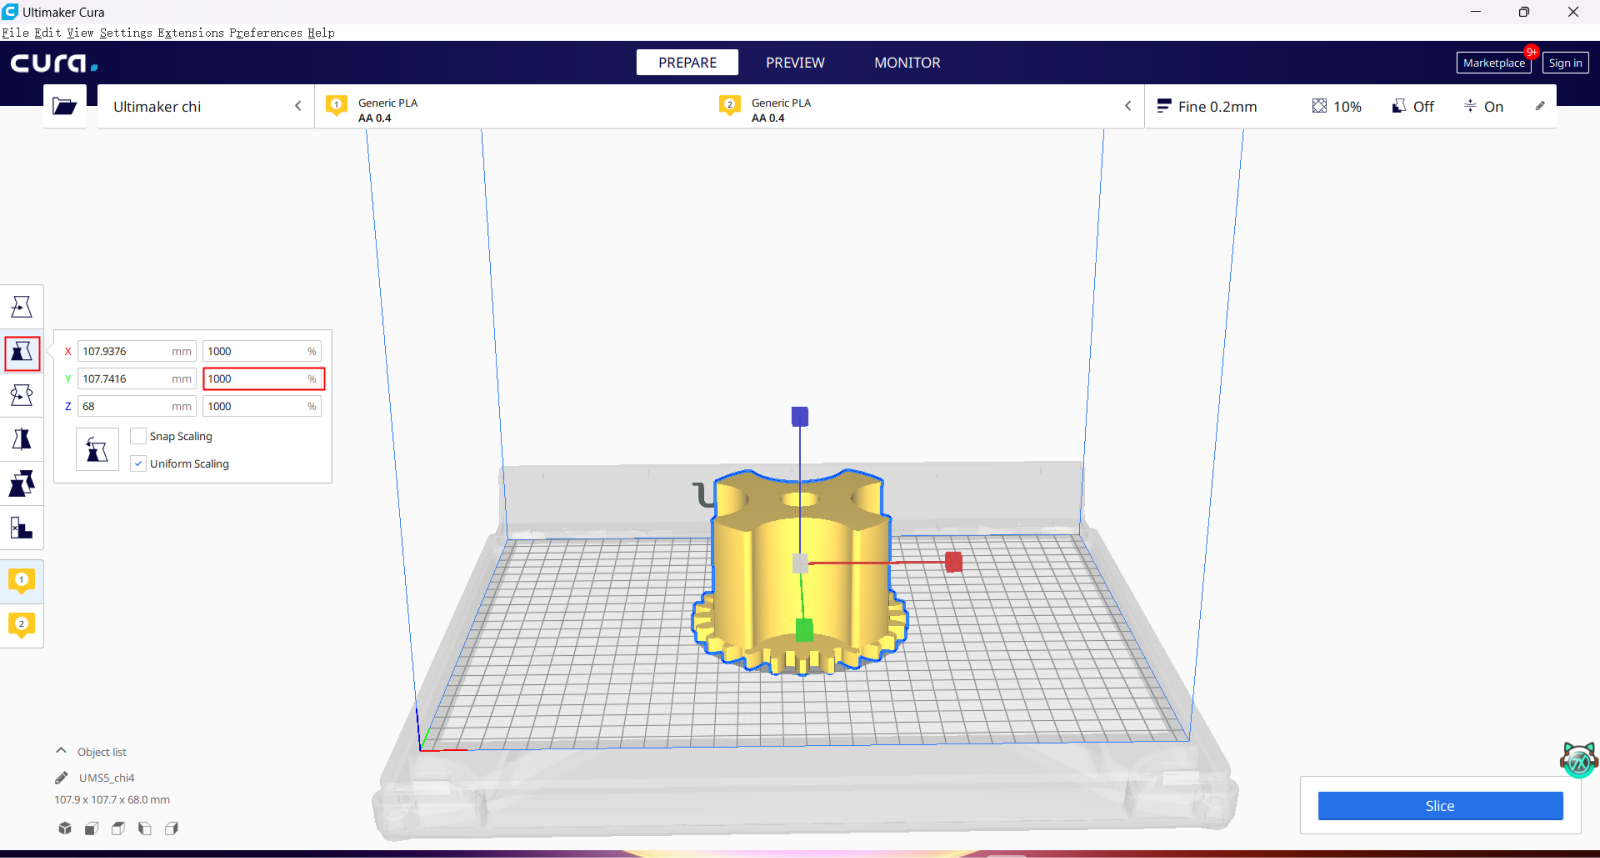 Ultimaker Cura
File Edit View Settings Extensions Preferences Help
cura.
PREPARE PREVIEW MONITOR
Marketplace 9+ Sign in
Ultimaker chi
1 Generic PLA
AA 0.4
2 Generic PLA
AA 0.4
Fine 0.2mm 10% Off On
X 107.9376 mm 1000 %
Y 107.7416 mm 1000 %
Z 68 mm 1000 %
Snap Scaling
Uniform Scaling
1
2
Object list
UMS5_chi4
107.9 x 107.7 x 68.0 mm
Slice